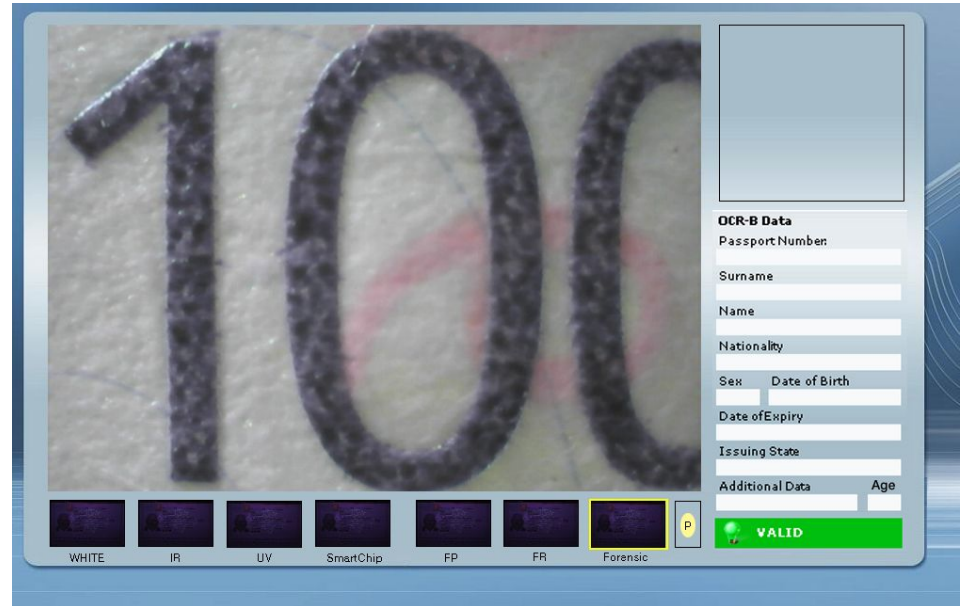 100
OCR-B Data
Passport Number:
Surname
Name
Nationality
Sex Date of Birth
Date of Expiry
Issuing State
Additional Data Age
P
VALID
WHITE IR UV SmartChip FP FR Forensic